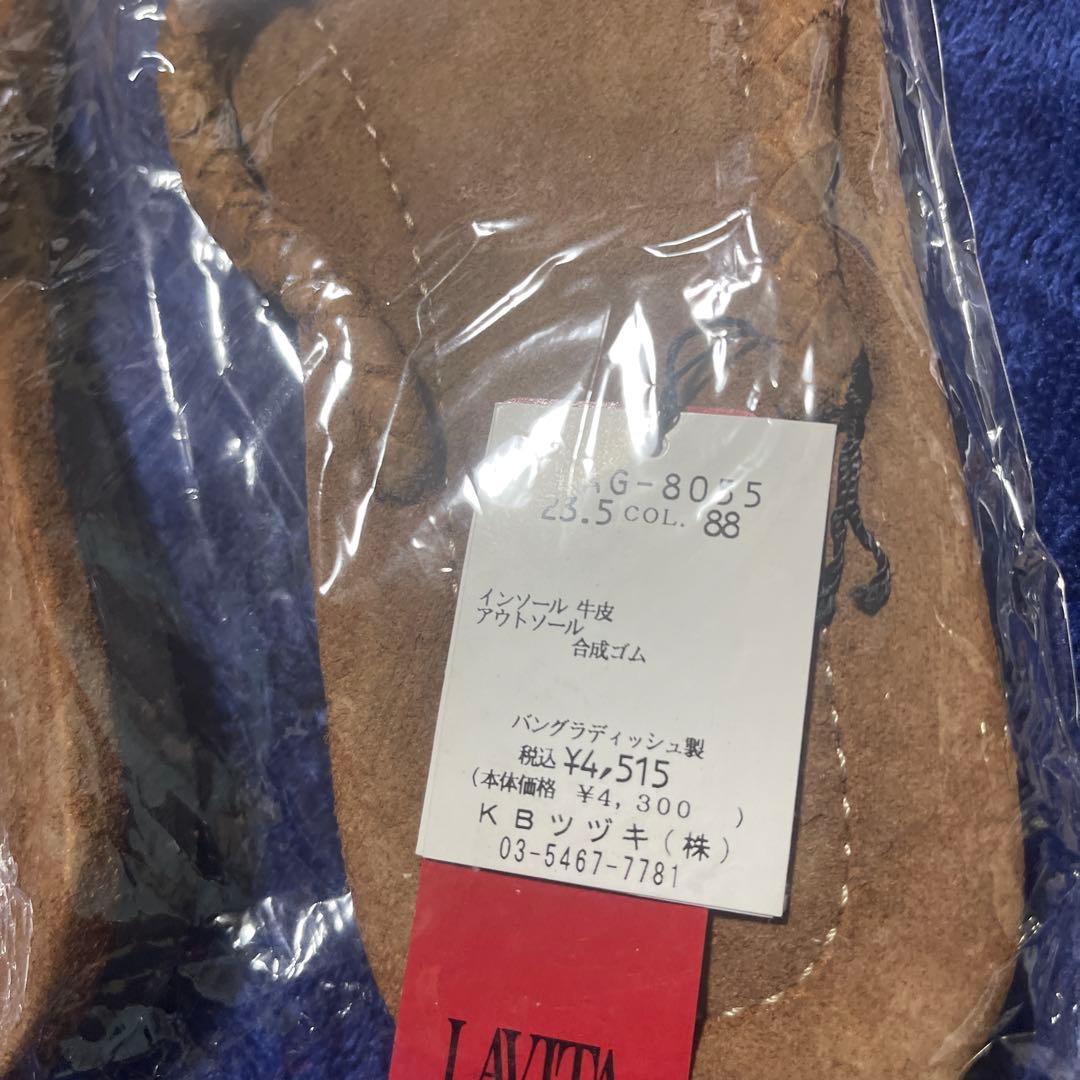 AG-8055
23.5 COL. 88
インソール 牛皮
アウトソール
合成ゴム
バングラディッシュ製
税込 ¥4,515
(本体価格 ¥4,300 )
KBツヅキ(株)
03-5467-7781
LAVITA